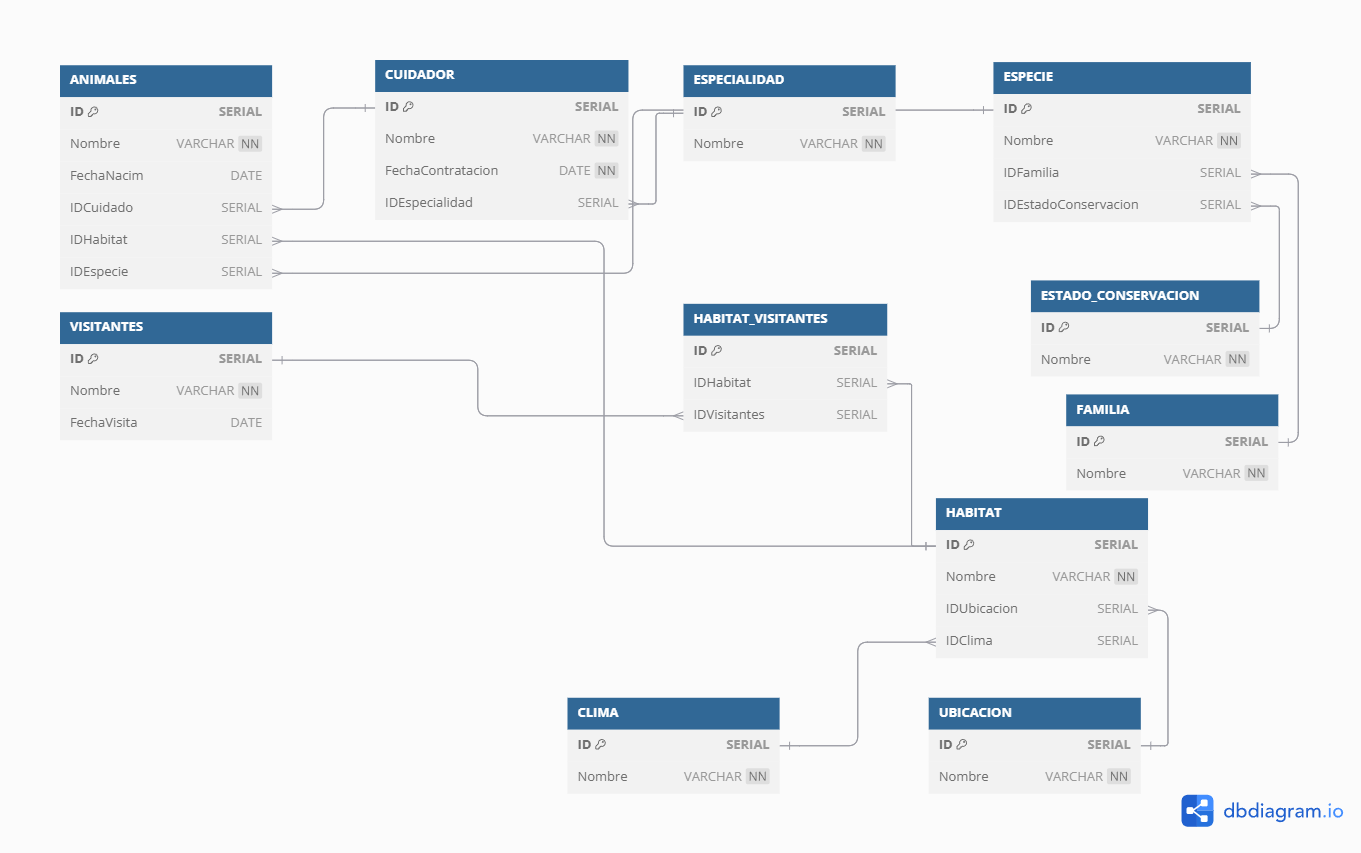 ANIMALES
ID SERIAL
Nombre VARCHAR NN
FechaNacim DATE
IDCuidado SERIAL
IDHabitat SERIAL
IDEspecie SERIAL
CUIDADOR
ID SERIAL
Nombre VARCHAR NN
FechaContratacion DATE NN
IDEspecialidad SERIAL
ESPECIALIDAD
ID SERIAL
Nombre VARCHAR NN
ESPECIE
ID SERIAL
Nombre VARCHAR NN
IDFamilia SERIAL
IDEstadoConservacion SERIAL
VISITANTES
ID SERIAL
Nombre VARCHAR NN
FechaVisita DATE
HABITAT_VISITANTES
ID SERIAL
IDHabitat SERIAL
IDVisitantes SERIAL
ESTADO_CONSERVACION
ID SERIAL
Nombre VARCHAR NN
FAMILIA
ID SERIAL
Nombre VARCHAR NN
HABITAT
ID SERIAL
Nombre VARCHAR NN
IDUbicacion SERIAL
IDClima SERIAL
CLIMA
ID SERIAL
Nombre VARCHAR NN
UBICACION
ID SERIAL
Nombre VARCHAR NN
dbdiagram.io